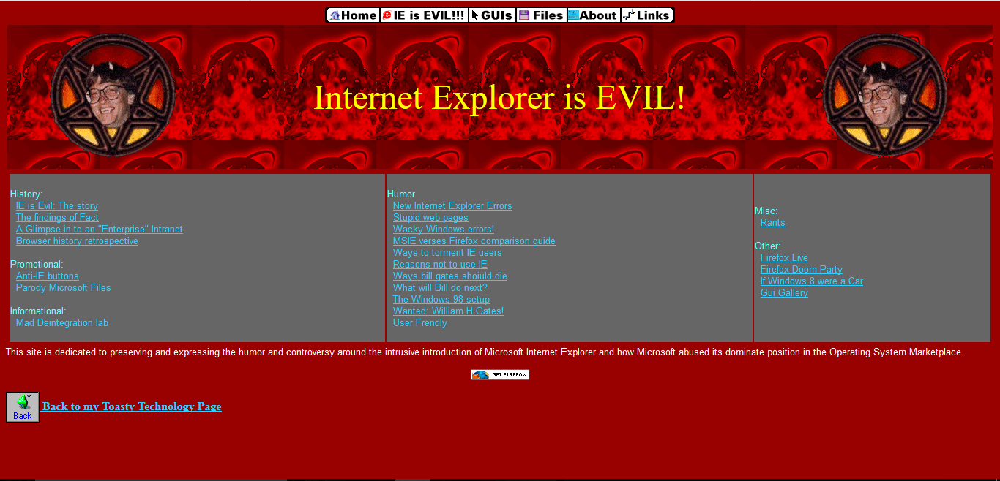 Home IE is EVIL!!! GUIs Files About Links
Internet Explorer is EVIL!
History:
IE is Evil: The story
The findings of Fact
A Glimpse in to an "Enterprise" Intranet
Browser history retrospective
Promotional:
Anti-IE buttons
Parody Microsoft Files
Informational:
Mad Deintegration lab
Humor
New Internet Explorer Errors
Stupid web pages
Wacky Windows errors!
MSIE verses Firefox comparison guide
Ways to torment IE users
Reasons not to use IE
Ways bill gates shoiuld die
What will Bill do next?
The Windows 98 setup
Wanted: William H Gates!
User Frendly
Misc:
Rants
Other:
Firefox Live
Firefox Doom Party
If Windows 8 were a Car
Gui Gallery
This site is dedicated to preserving and expressing the humor and controversy around the intrusive introduction of Microsoft Internet Explorer and how Microsoft abused its dominate position in the Operating System Marketplace.
GET FIREFOX
Back
Back to my Toasty Technology Page